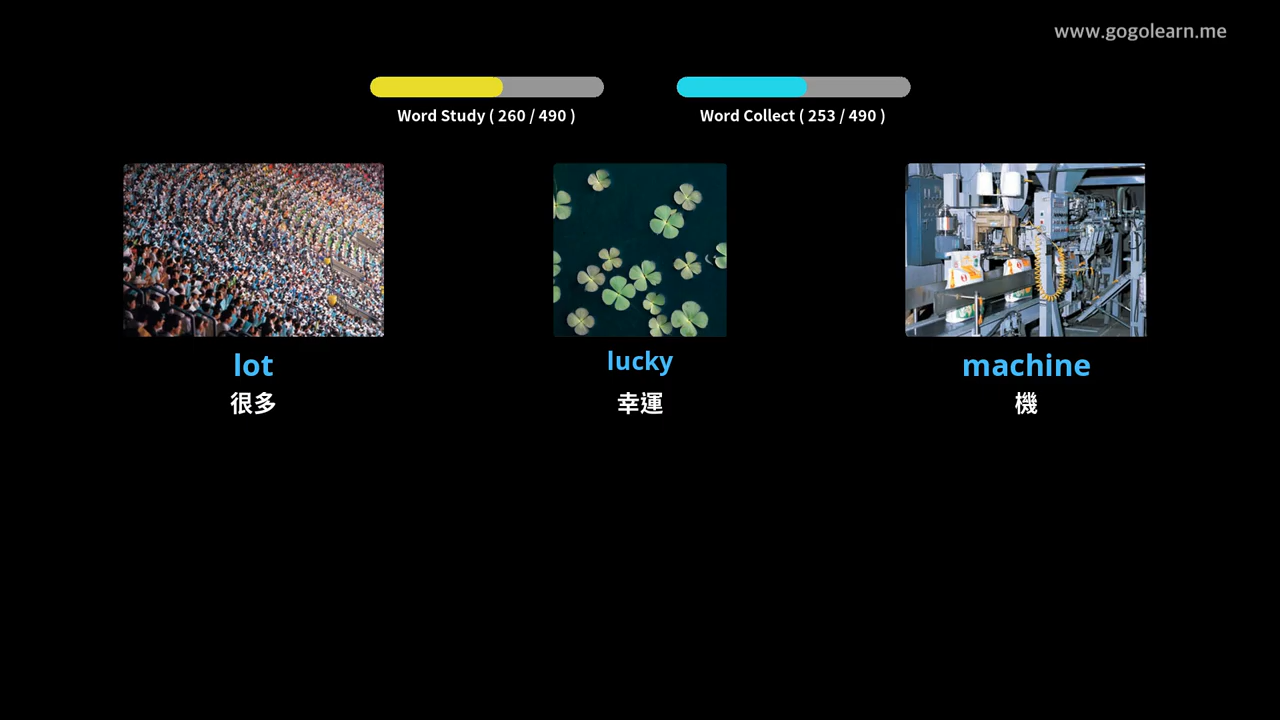 www.gogolearn.me
Word Study ( 260 / 490 )
Word Collect ( 253 / 490 )
lot
很多
lucky
幸運
machine
機